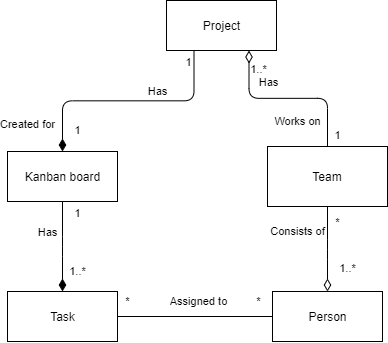 Project
1
1..*
Has
Has
Created for
1
Works on
1
Kanban board
Team
1
*
Has
Consists of
1..*
1..*
*
Assigned to
*
Task
Person